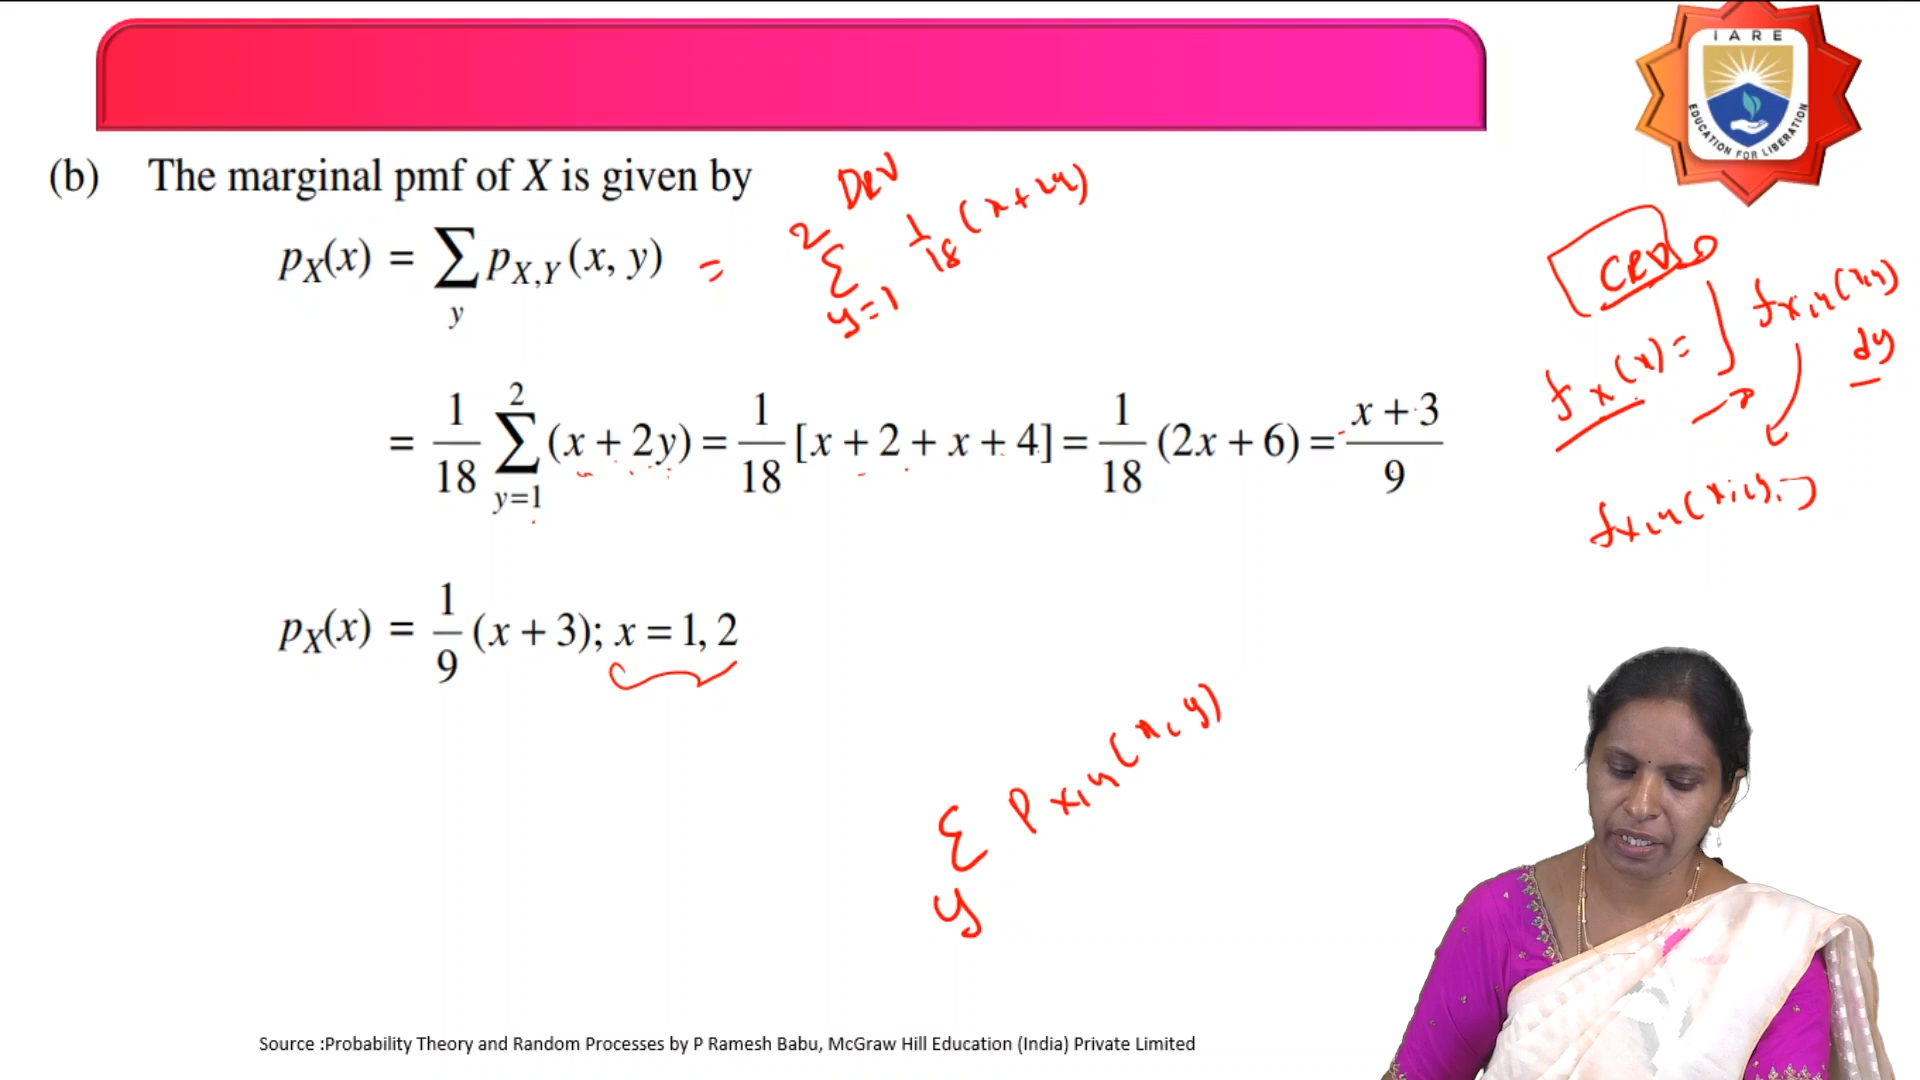 I A R E
EDUCATION FOR LIBERATION
(b) The marginal pmf of X is given by
DRV
pX(x) = ∑y pX,Y(x, y) = 2 ∑ y=1 1/18 (x+2y)
CRV
fX(x) = ∫ fX,Y(x,y) dy
= 1/18 ∑_{y=1}^{2} (x + 2y) = 1/18 [x + 2 + x + 4] = 1/18 (2x + 6) = x + 3 / 9
pX(x) = 1/9 (x + 3); x = 1, 2
∑y PX,Y(x, y)
Source :Probability Theory and Random Processes by P Ramesh Babu, McGraw Hill Education (India) Private Limited